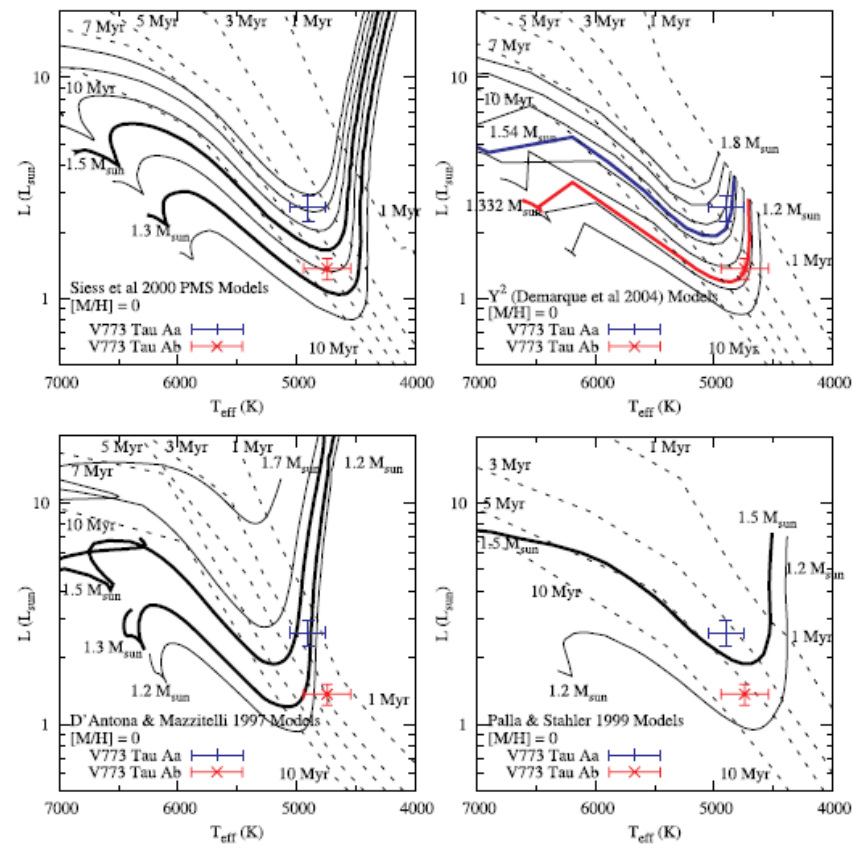 7 Myr
5 Myr
3 Myr
1 Myr
10 Myr
1.5 M_sun
1.3 M_sun
1 Myr
L (L_sun)
10
1
Siess et al 2000 PMS Models
[M/H] = 0
V773 Tau Aa
V773 Tau Ab
10 Myr
7000
6000
5000
4000
T_eff (K)
5 Myr
3 Myr
1 Myr
7 Myr
10 Myr
1.54 M_sun
1.8 M_sun
332 M_sun
1.2 M_sun
1 Myr
L (L_sun)
10
1
Y² (Demarque et al 2004) Models
[M/H] = 0
V773 Tau Aa
V773 Tau Ab
10 Myr
7000
6000
5000
4000
T_eff (K)
5 Myr
3 Myr
1 Myr
7 Myr
1.7 M_sun
1.2 M_sun
10 Myr
1.5 M_sun
1.3 M_sun
1.2 M_sun
1 Myr
L (L_sun)
10
1
D'Antona & Mazzitelli 1997 Models
[M/H] = 0
V773 Tau Aa
V773 Tau Ab
10 Myr
7000
6000
5000
4000
T_eff (K)
1 Myr
3 Myr
5 Myr
1.5 M_sun
1.5 M_sun
1.2 M_sun
10 Myr
1 Myr
1.2 M_sun
L (L_sun)
10
1
Palla & Stahler 1999 Models
[M/H] = 0
V773 Tau Aa
V773 Tau Ab
10 Myr
7000
6000
5000
4000
T_eff (K)